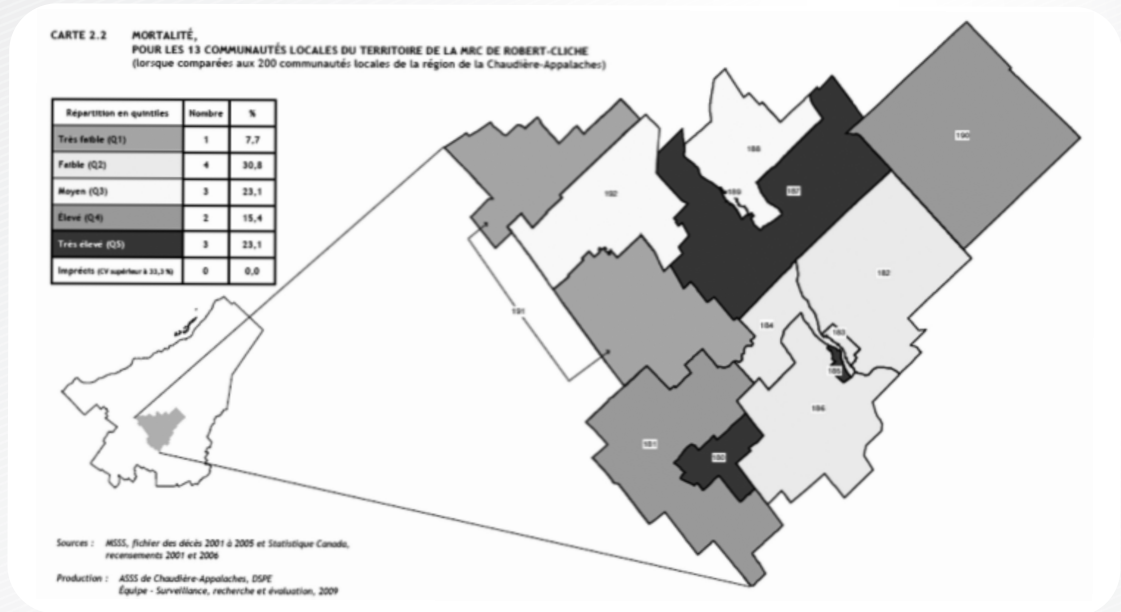 CARTE 2.2 MORTALITÉ,
POUR LES 13 COMMUNAUTÉS LOCALES DU TERRITOIRE DE LA MRC DE ROBERT-CLICHE
(lorsque comparées aux 200 communautés locales de la région de la Chaudière-Appalaches)
Répartition en quintiles Nombre %
Très faible (Q1) 1 7,7
Faible (Q2) 4 30,8
Moyen (Q3) 3 23,1
Élevé (Q4) 2 15,4
Très élevé (Q5) 3 23,1
Imprécis (CV supérieur à 33,3 %) 0 0,0
190
188
192
189
187
182
191
184
183
185
186
181
180
Sources : MSSS, fichier des décès 2001 à 2005 et Statistique Canada,
recensements 2001 et 2006
Production : ASSS de Chaudière-Appalaches, DSPE
Équipe - Surveillance, recherche et évaluation, 2009